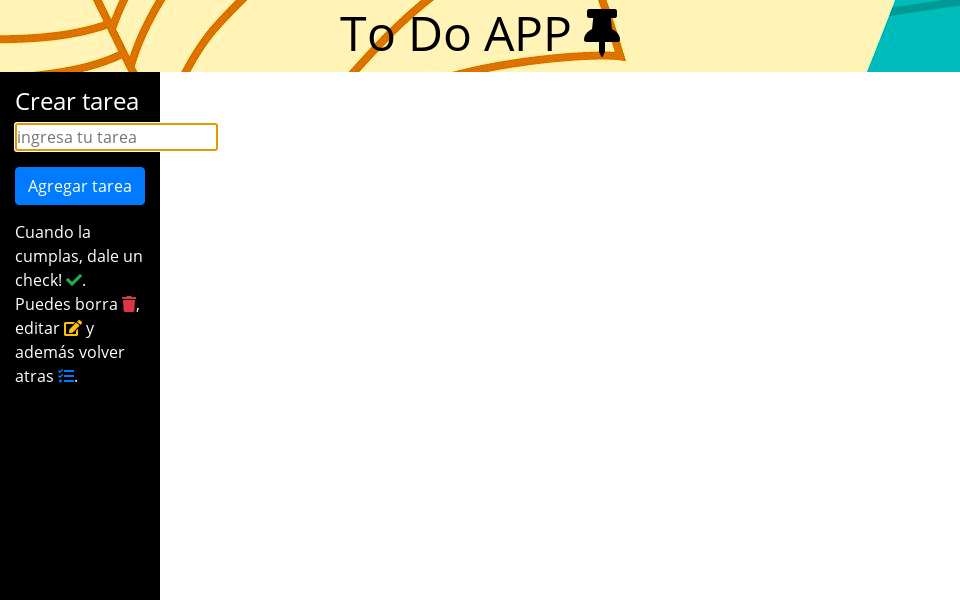 To Do APP
Crear tarea
ingresa tu tarea
Agregar tarea
Cuando la
cumplas, dale un
check! .
Puedes borra ,
editar y
además volver
atras .